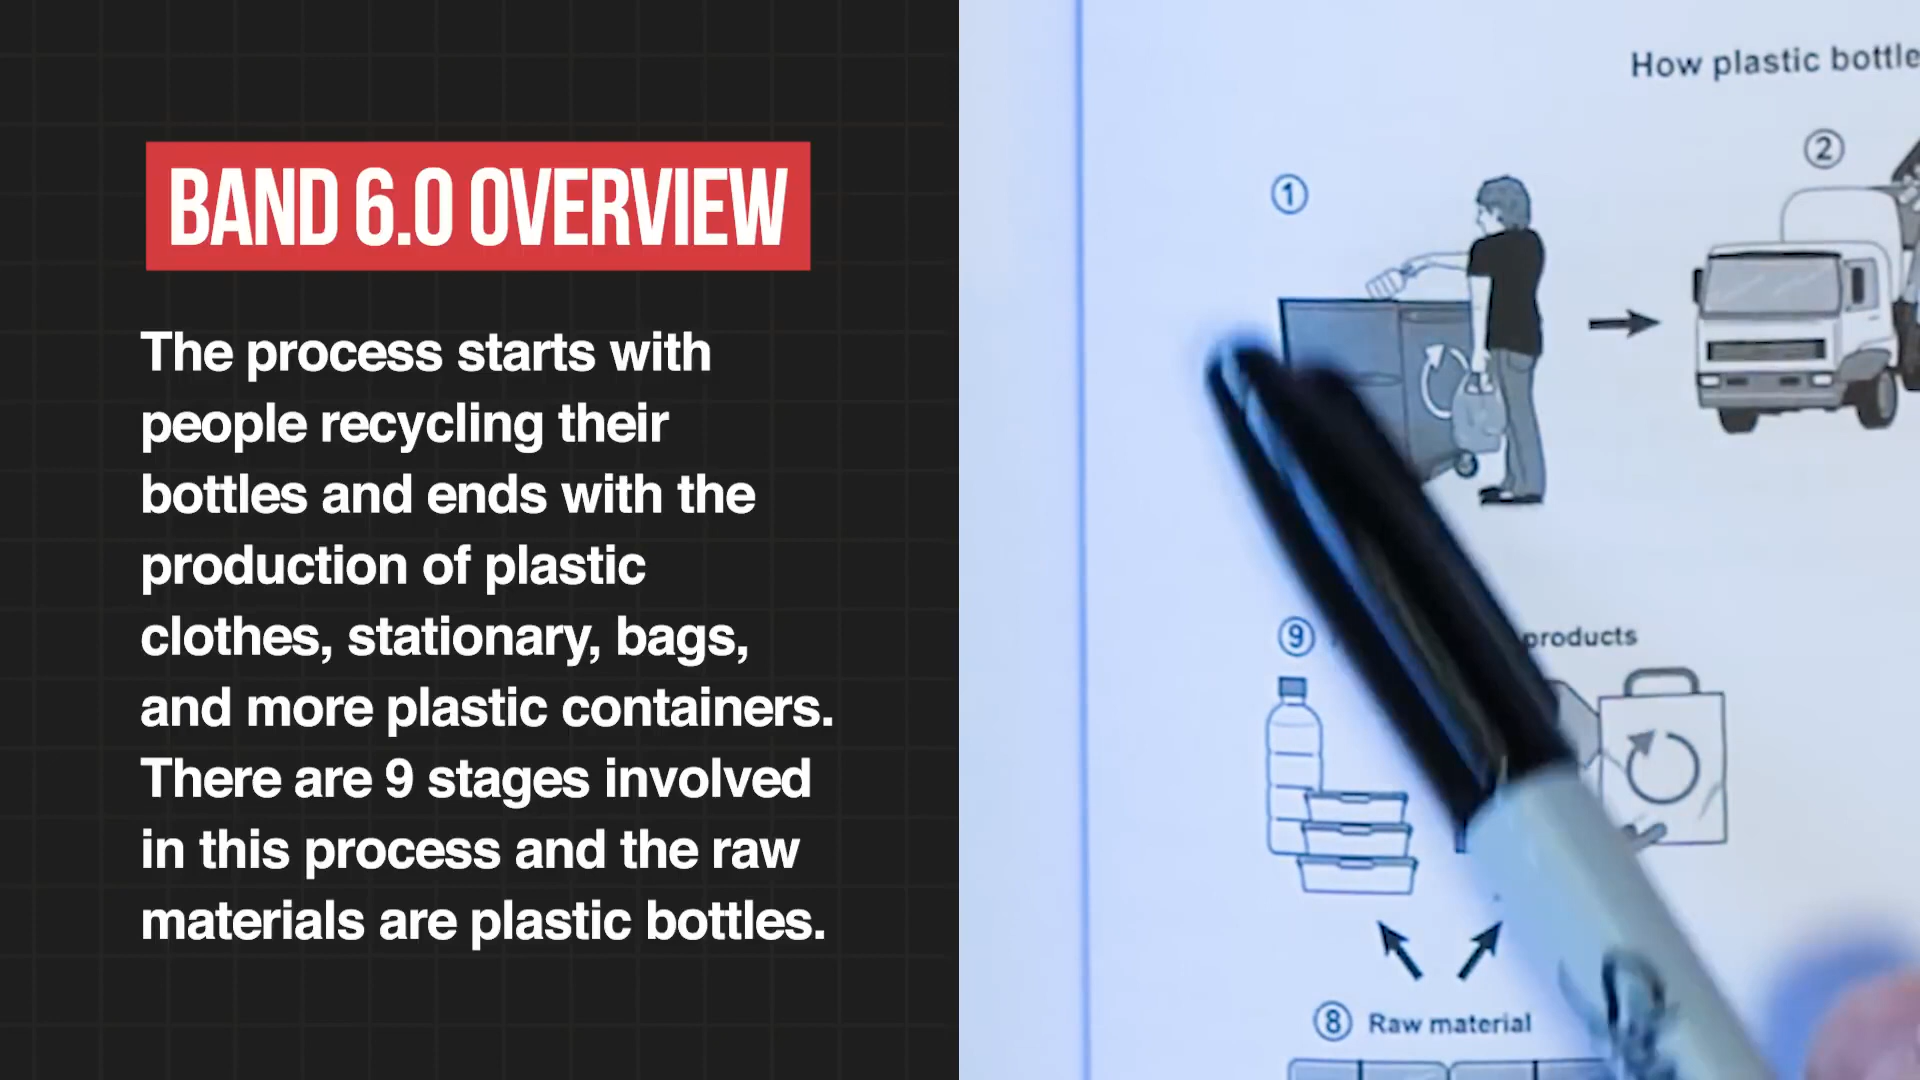 BAND 6.0 OVERVIEW
The process starts with
people recycling their
bottles and ends with the
production of plastic
clothes, stationary, bags,
and more plastic containers.
There are 9 stages involved
in this process and the raw
materials are plastic bottles.
How plastic bottle
1
2
9
products
8 Raw material